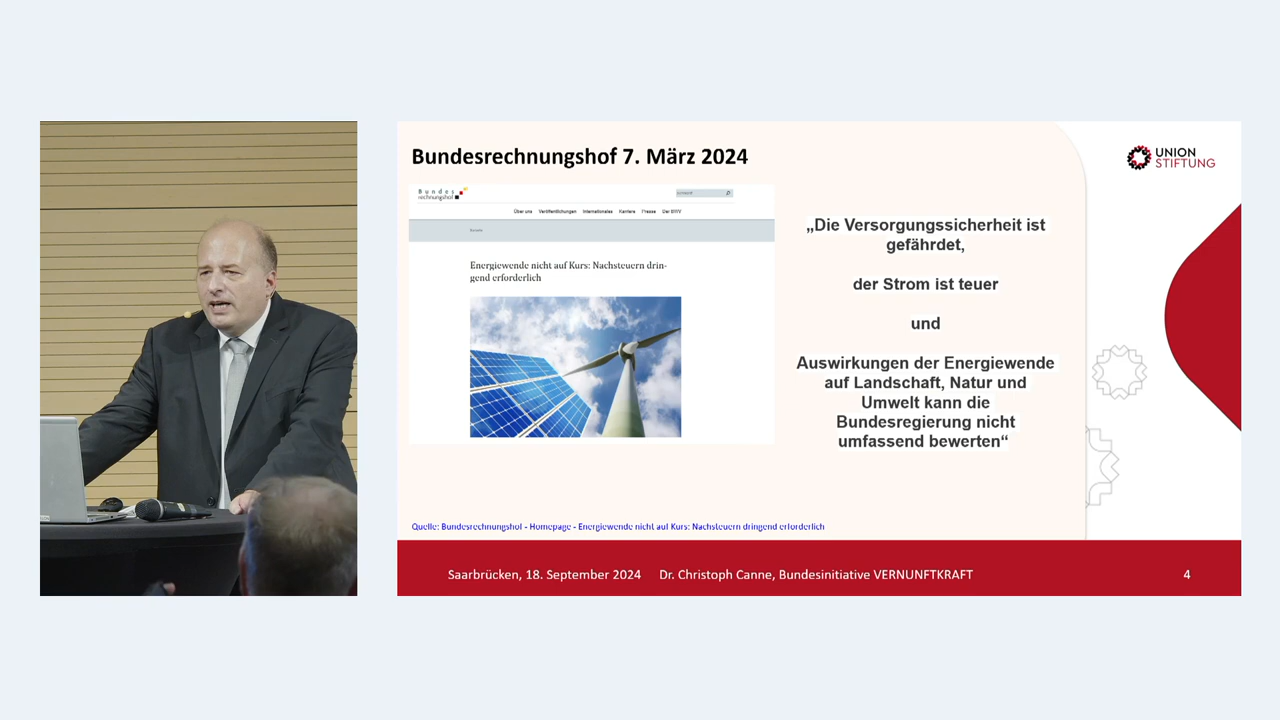 Bundesrechnungshof 7. März 2024
UNION
STIFTUNG
Bundes
rechnungshof
Über uns Veröffentlichungen Internationales Karriere Presse Der BWV
Energiewende nicht auf Kurs: Nachsteuern drin-
gend erforderlich
„Die Versorgungssicherheit ist
gefährdet,
der Strom ist teuer
und
Auswirkungen der Energiewende
auf Landschaft, Natur und
Umwelt kann die
Bundesregierung nicht
umfassend bewerten“
Quelle: Bundesrechnungshof - Homepage - Energiewende nicht auf Kurs: Nachsteuern dringend erforderlich
Saarbrücken, 18. September 2024 Dr. Christoph Canne, Bundesinitiative VERNUNFTKRAFT 4